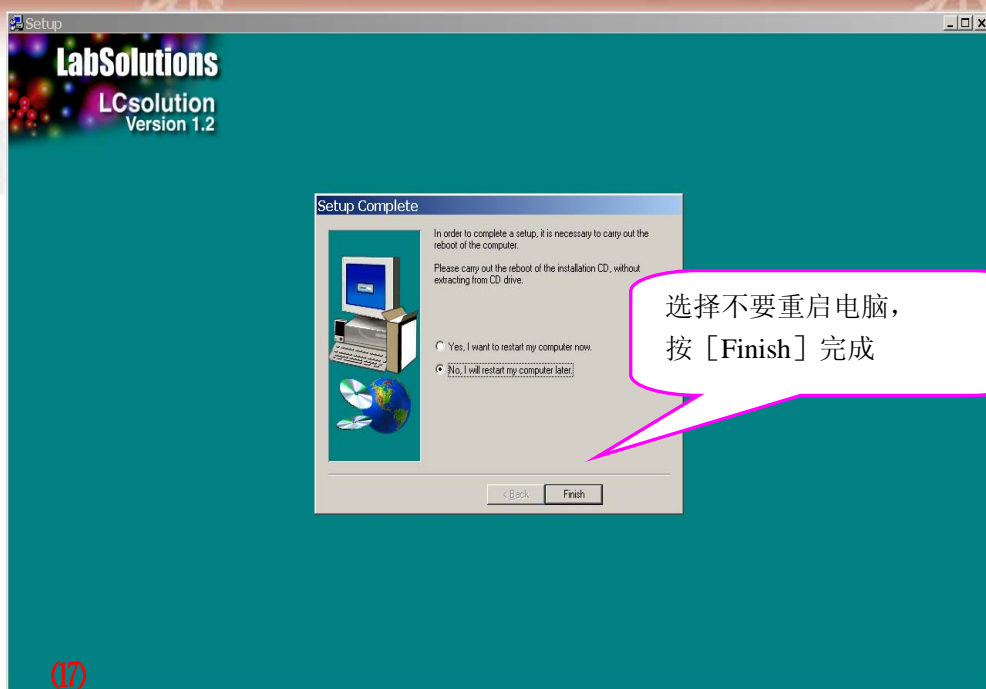 Setup
LabSolutions
LCsolution
Version 1.2
Setup Complete
In order to complete a setup, it is necessary to carry out the
reboot of the computer.
Please carry out the reboot of the installation CD, without
extracting from CD drive.
选择不要重启电脑，
按［Finish］完成
Yes, I want to restart my computer now.
No, I will restart my computer later.
< Back
Finish
(17)